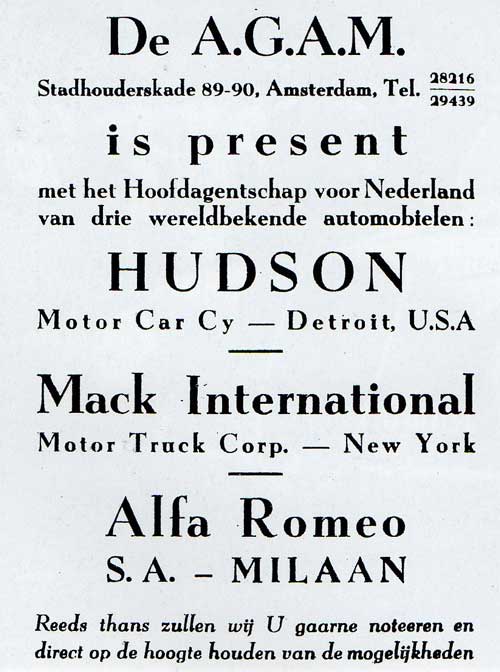 De A.G.A.M.
Stadhouderskade 89-90, Amsterdam, Tel. 28216
29439
is present
met het Hoofdagentschap voor Nederland
van drie wereldbekende automobielen:
HUDSON
Motor Car Cy — Detroit, U.S.A
Mack International
Motor Truck Corp. — New York
Alfa Romeo
S. A. – MILAAN
Reeds thans zullen wij U gaarne noteeren en
direct op de hoogte houden van de mogelijkheden